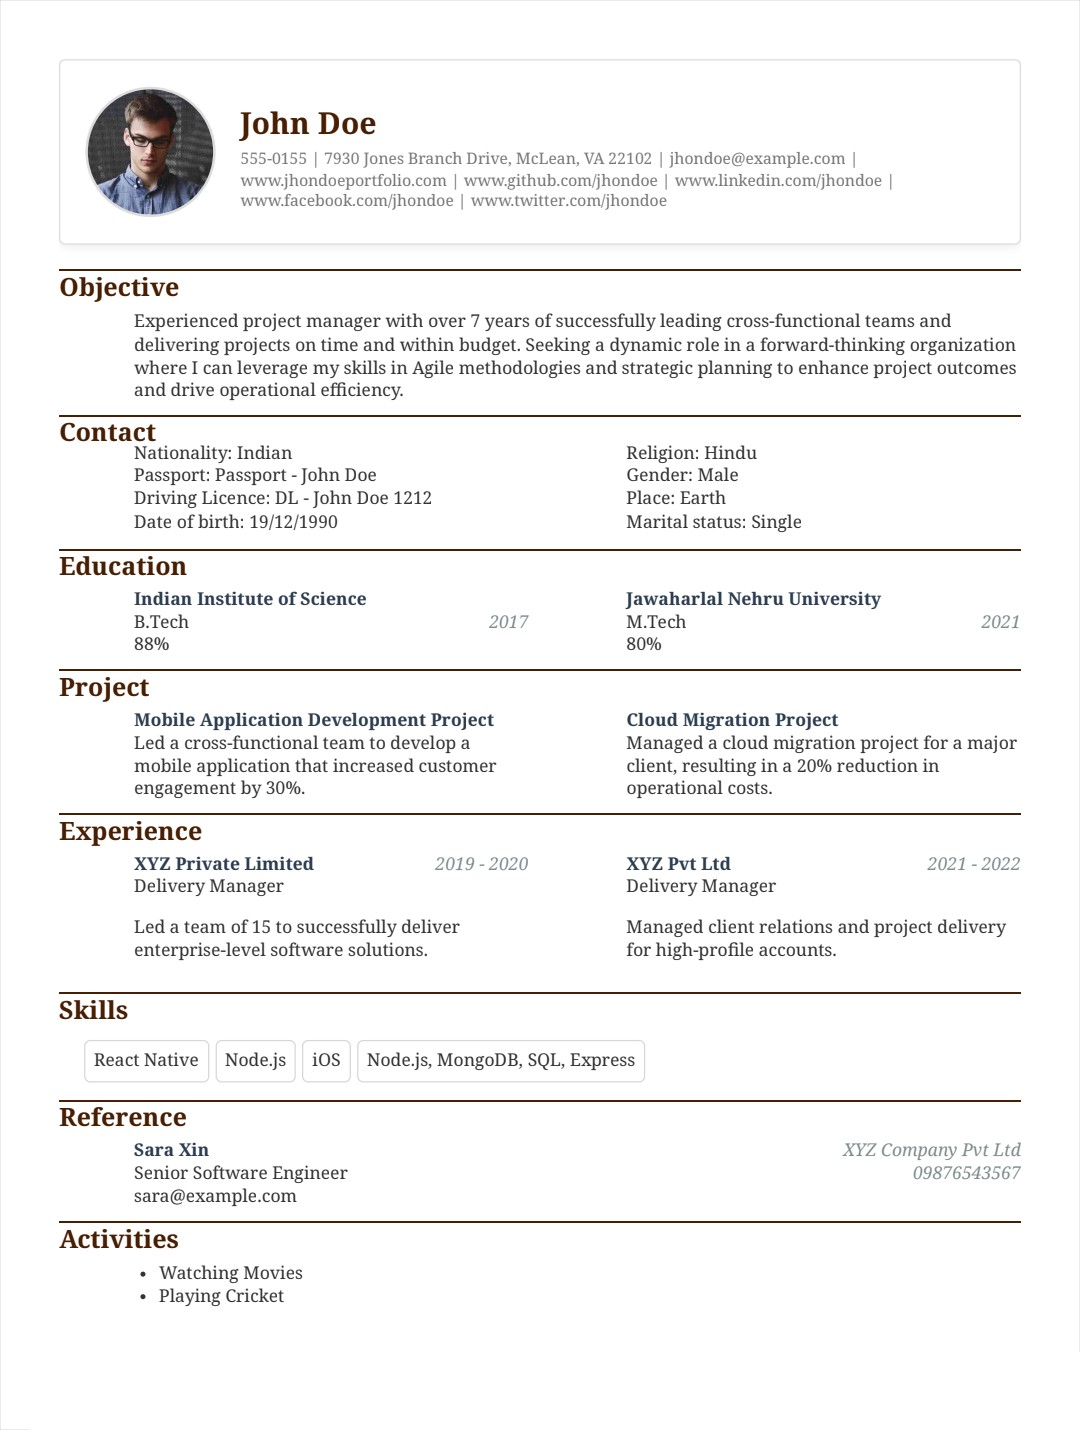 John Doe
555-0155 | 7930 Jones Branch Drive, McLean, VA 22102 | jhondoe@example.com |
www.jhondoeportfolio.com | www.github.com/jhondoe | www.linkedin.com/jhondoe |
www.facebook.com/jhondoe | www.twitter.com/jhondoe
Objective
Experienced project manager with over 7 years of successfully leading cross-functional teams and
delivering projects on time and within budget. Seeking a dynamic role in a forward-thinking organization
where I can leverage my skills in Agile methodologies and strategic planning to enhance project outcomes
and drive operational efficiency.
Contact
Nationality: Indian
Passport: Passport - John Doe
Driving Licence: DL - John Doe 1212
Date of birth: 19/12/1990
Religion: Hindu
Gender: Male
Place: Earth
Marital status: Single
Education
Indian Institute of Science
B.Tech 2017
88%
Jawaharlal Nehru University
M.Tech 2021
80%
Project
Mobile Application Development Project
Led a cross-functional team to develop a
mobile application that increased customer
engagement by 30%.
Cloud Migration Project
Managed a cloud migration project for a major
client, resulting in a 20% reduction in
operational costs.
Experience
XYZ Private Limited 2019 - 2020
Delivery Manager
Led a team of 15 to successfully deliver
enterprise-level software solutions.
XYZ Pvt Ltd 2021 - 2022
Delivery Manager
Managed client relations and project delivery
for high-profile accounts.
Skills
React Native Node.js iOS Node.js, MongoDB, SQL, Express
Reference
Sara Xin XYZ Company Pvt Ltd
Senior Software Engineer 09876543567
sara@example.com
Activities
• Watching Movies
• Playing Cricket